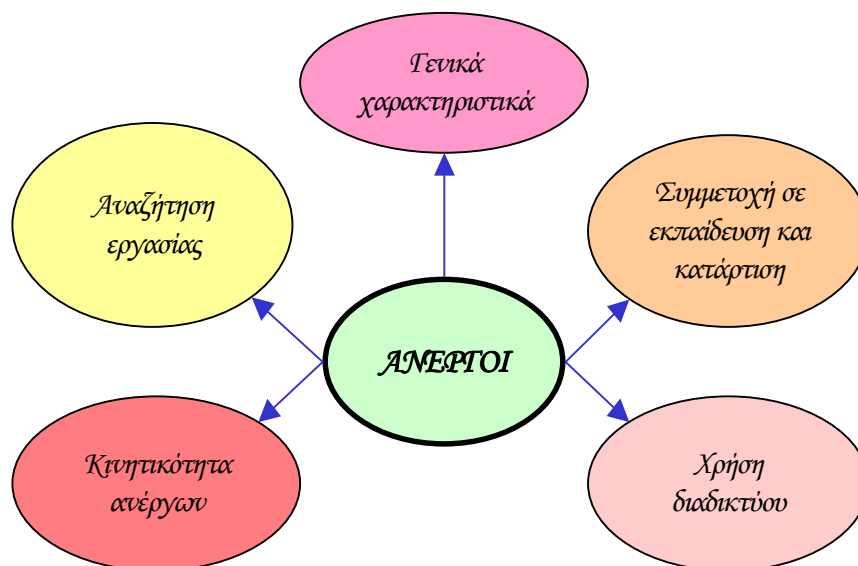 Γενικά
χαρακτηριστικά
Αναζήτηση
εργασίας
Συμμετοχή σε
εκπαίδευση και
κατάρτιση
ΑΝΕΡΓΟΙ
Κινητικότητα
ανέργων
Χρήση
διαδικτύου